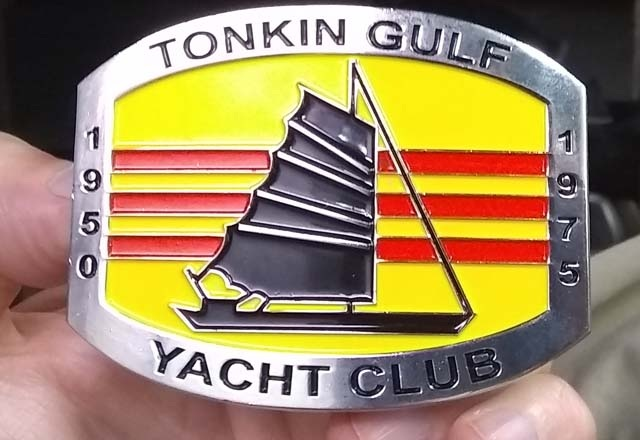 TONKIN GULF
1950
1975
YACHT CLUB